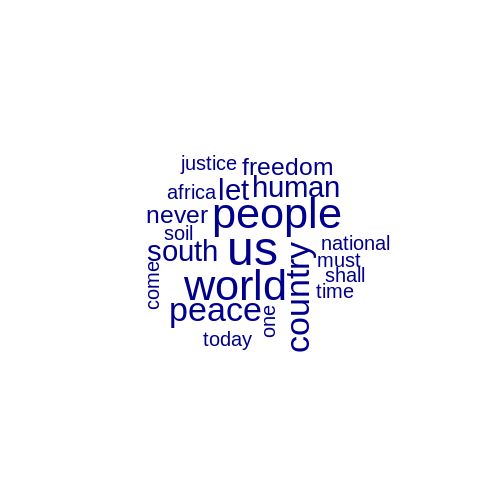 justice
freedom
africa
let
human
never
people
soil
south
us
national
must
come
world
country
shall
time
peace
one
today